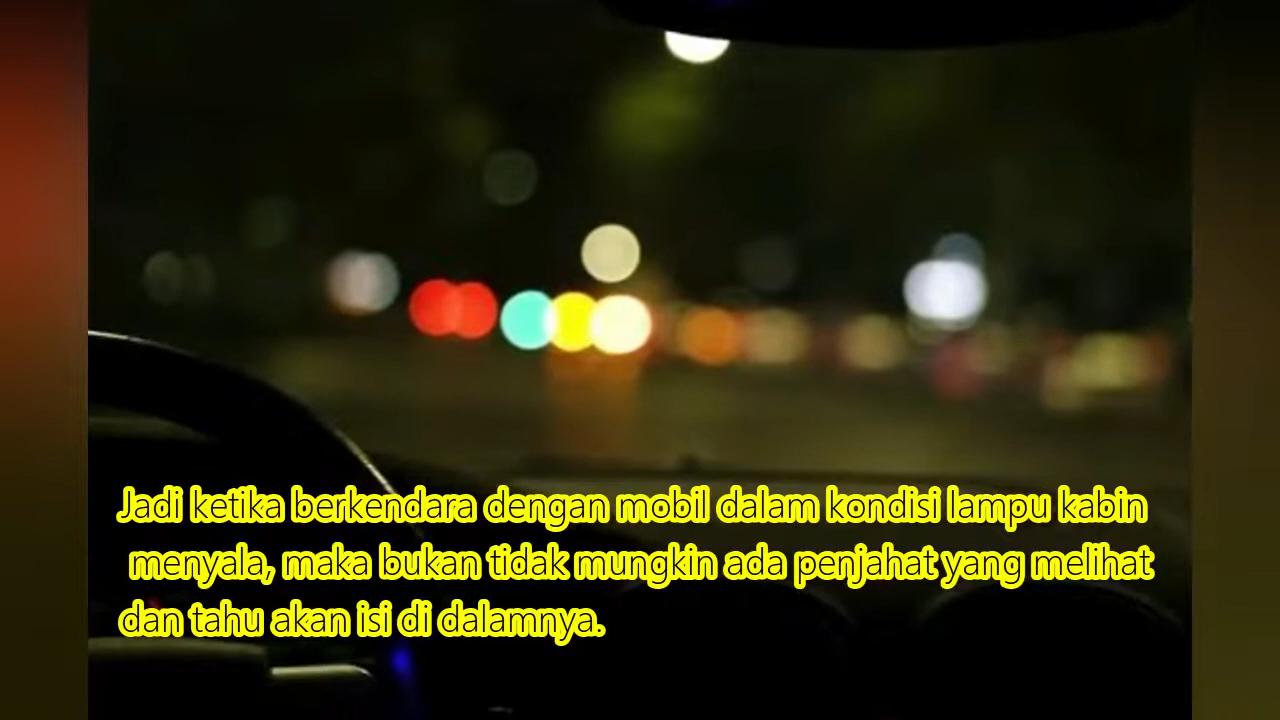 Jadi ketika berkendara dengan mobil dalam kondisi lampu kabin
menyala, maka bukan tidak mungkin ada penjahat yang melihat
dan tahu akan isi di dalamnya.